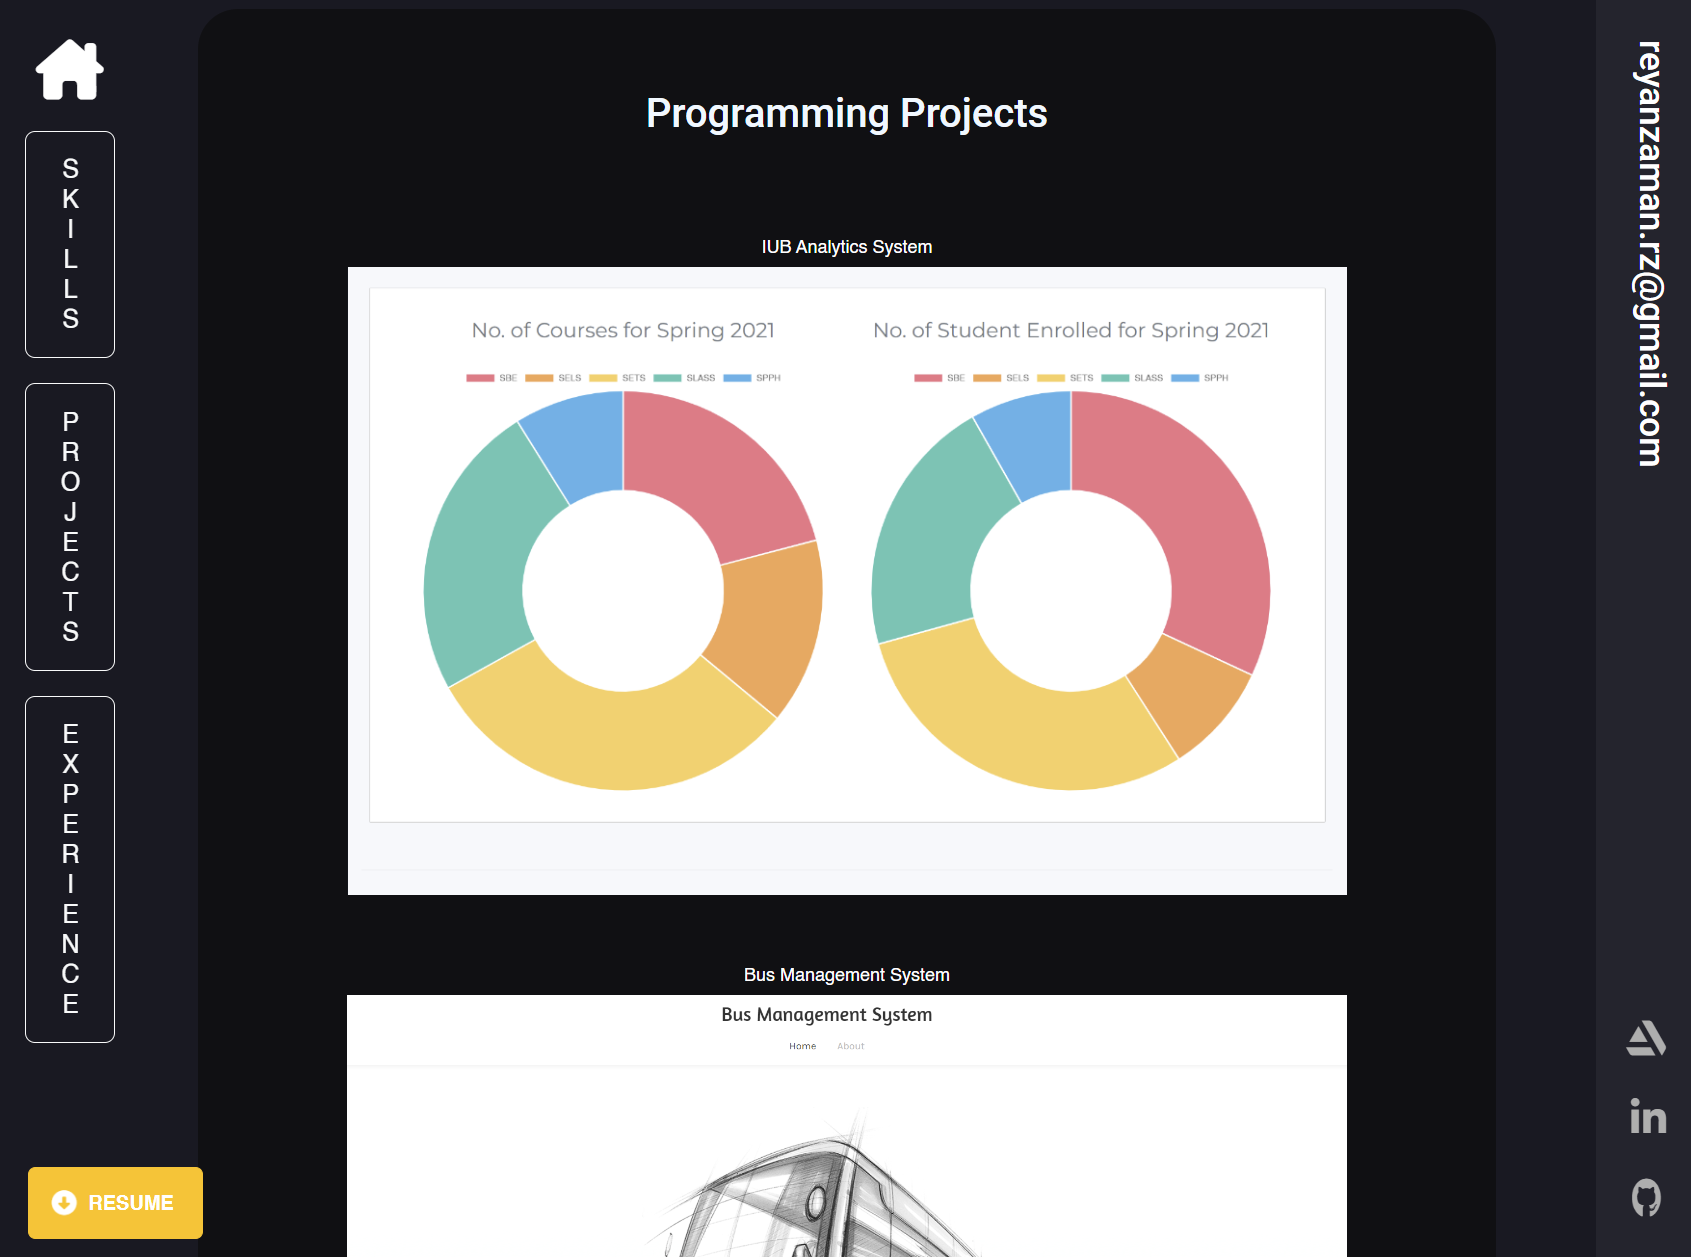 SKILLS
PROJECTS
EXPERIENCE
RESUME
Programming Projects
IUB Analytics System
No. of Courses for Spring 2021
SBE SELS SETS SLASS SPPH
No. of Student Enrolled for Spring 2021
SBE SELS SETS SLASS SPPH
Bus Management System
Bus Management System
Home About
reyanzaman.rz@gmail.com
in